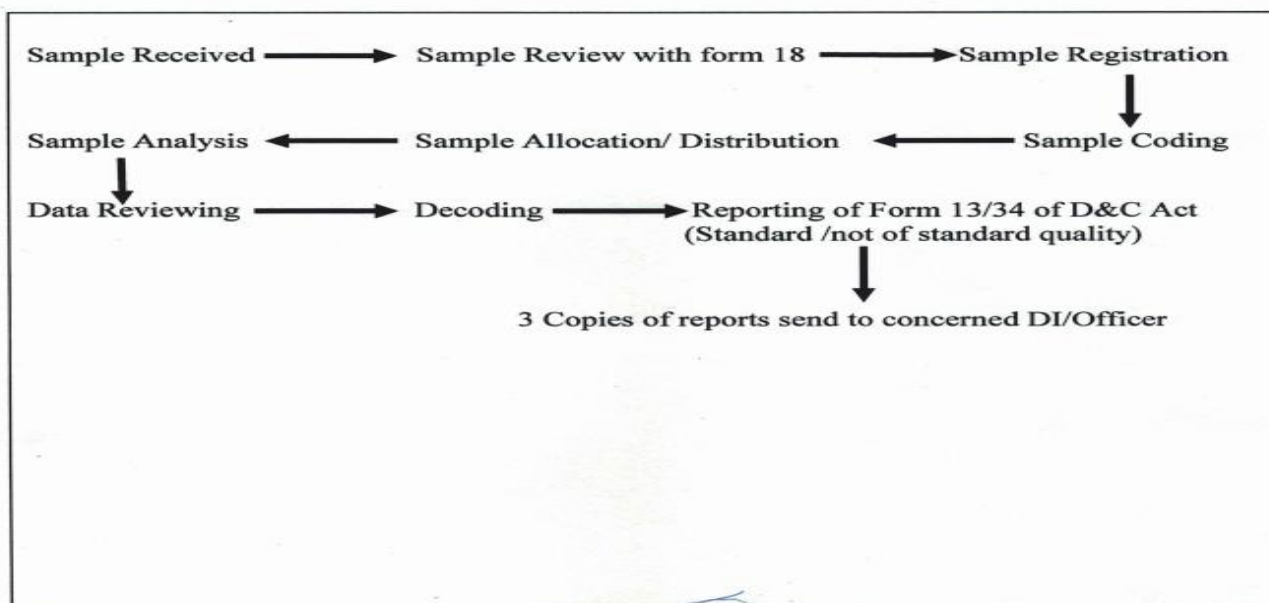 Sample Received Sample Review with form 18 Sample Registration
Sample Analysis Sample Allocation/ Distribution Sample Coding
Data Reviewing Decoding Reporting of Form 13/34 of D&C Act
(Standard /not of standard quality)
3 Copies of reports send to concerned DI/Officer